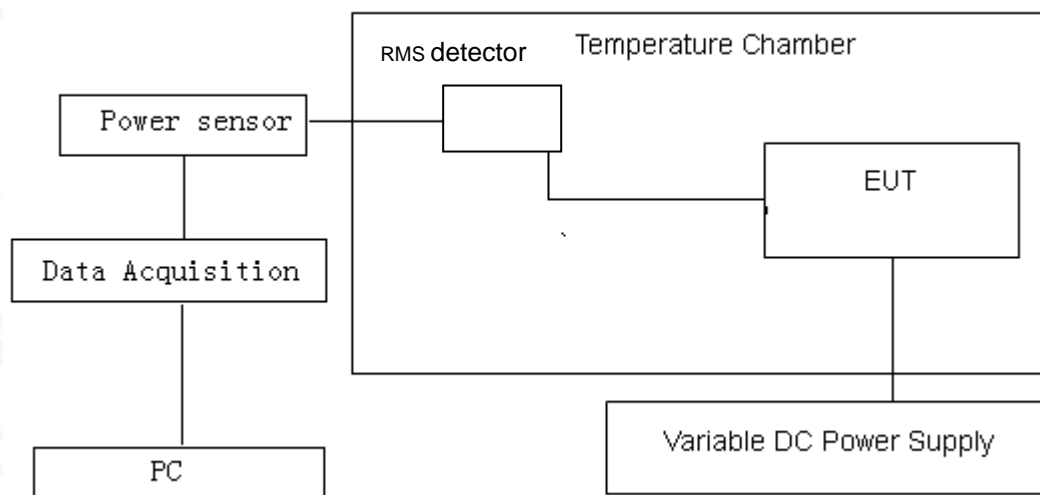 Temperature Chamber
RMS detector
Power sensor
EUT
Data Acquisition
Variable DC Power Supply
PC